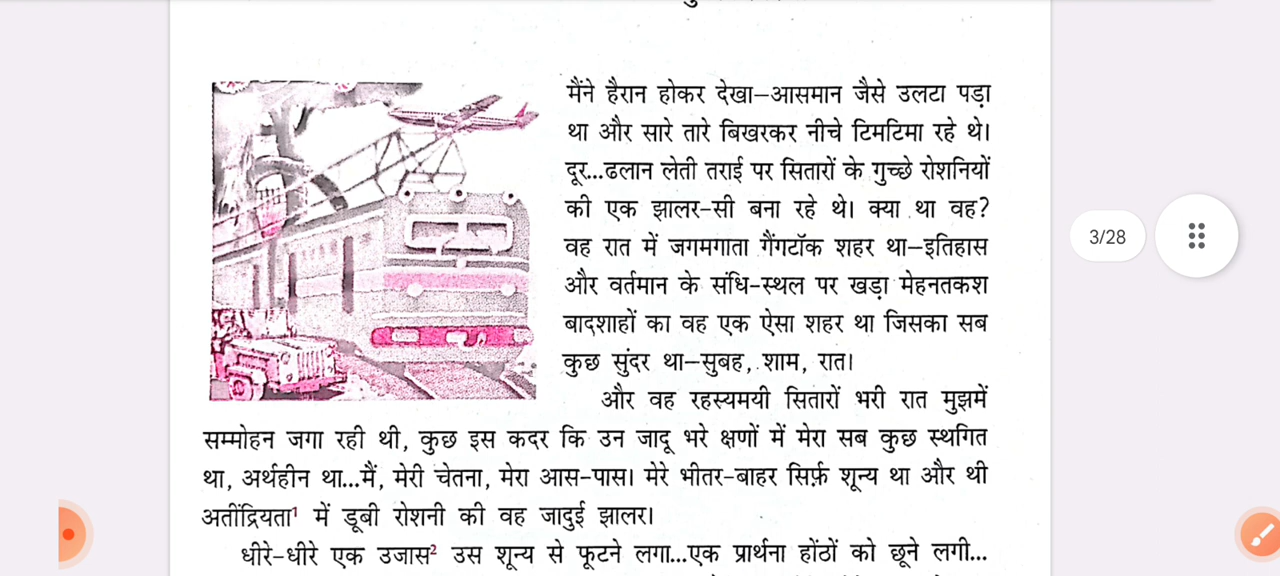 मैंने हैरान होकर देखा–आसमान जैसे उलटा पड़ा
था और सारे तारे बिखरकर नीचे टिमटिमा रहे थे।
दूर...ढलान लेती तराई पर सितारों के गुच्छे रोशनियों
की एक झालर-सी बना रहे थे। क्या था वह?
वह रात में जगमगाता गैंगटॉक शहर था–इतिहास
और वर्तमान के संधि-स्थल पर खड़ा मेहनतकश
बादशाहों का वह एक ऐसा शहर था जिसका सब
कुछ सुंदर था–सुबह, शाम, रात।
और वह रहस्यमयी सितारों भरी रात मुझमें
सम्मोहन जगा रही थी, कुछ इस कदर कि उन जादू भरे क्षणों में मेरा सब कुछ स्थगित
था, अर्थहीन था...मैं, मेरी चेतना, मेरा आस-पास। मेरे भीतर-बाहर सिर्फ़ शून्य था और थी
अतींद्रियता¹ में डूबी रोशनी की वह जादुई झालर।
धीरे-धीरे एक उजास² उस शून्य से फूटने लगा...एक प्रार्थना होंठों को छूने लगी...
3/28